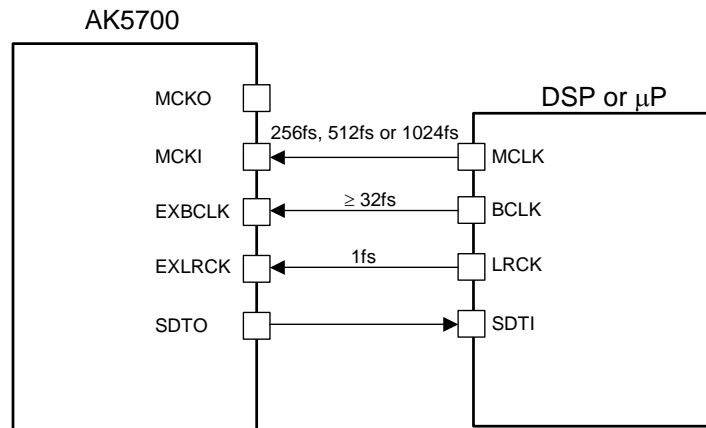 AK5700
DSP or μP
MCKO
256fs, 512fs or 1024fs
MCKI
MCLK
≥ 32fs
EXBCLK
BCLK
1fs
EXLRCK
LRCK
SDTO
SDTI